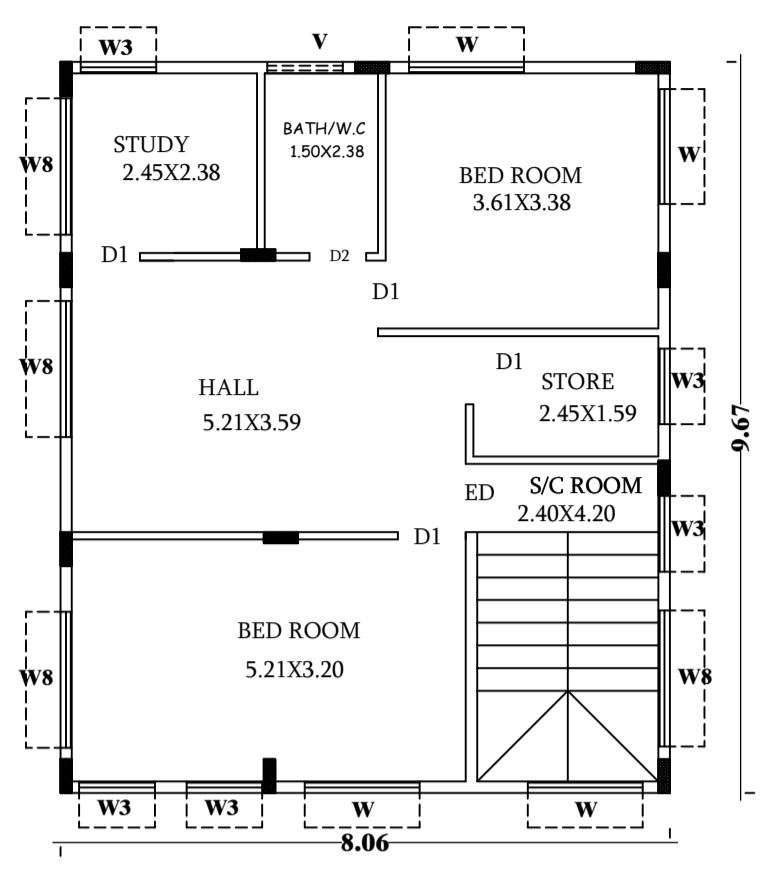 W3
V
W
BATH/W.C
1.50X2.38
STUDY
2.45X2.38
W8
W
BED ROOM
3.61X3.38
D1
D2
D1
W8
D1
HALL
5.21X3.59
STORE
2.45X1.59
W3
9.67
ED
S/C ROOM
2.40X4.20
W3
D1
BED ROOM
5.21X3.20
W8
W8
W3
W3
W
W
8.06